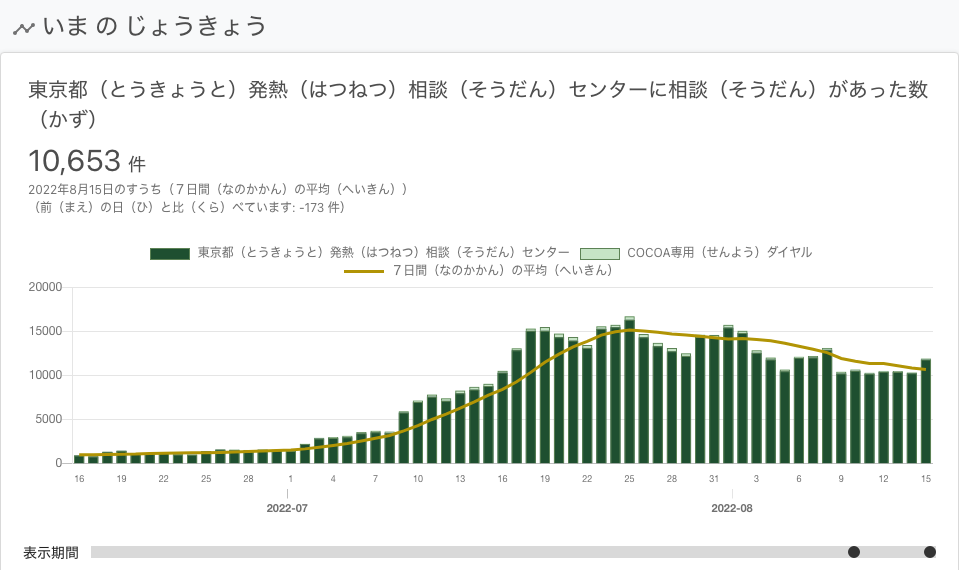 いま の じょうきょう
東京都（とうきょうと）発熱（はつねつ）相談（そうだん）センターに相談（そうだん）があった数
（かず）
10,653 件
2022年8月15日のすうち（７日間（なのかかん）の平均（へいきん））
（前（まえ）の日（ひ）と比（くら）べています: -173 件）
東京都（とうきょうと）発熱（はつねつ）相談（そうだん）センター COCOA専用（せんよう）ダイヤル
７日間（なのかかん）の平均（へいきん）
20000
15000
10000
5000
0
16 19 22 25 28 1 4 7 10 13 16 19 22 25 28 31 3 6 9 12 15
2022-07 2022-08
表示期間